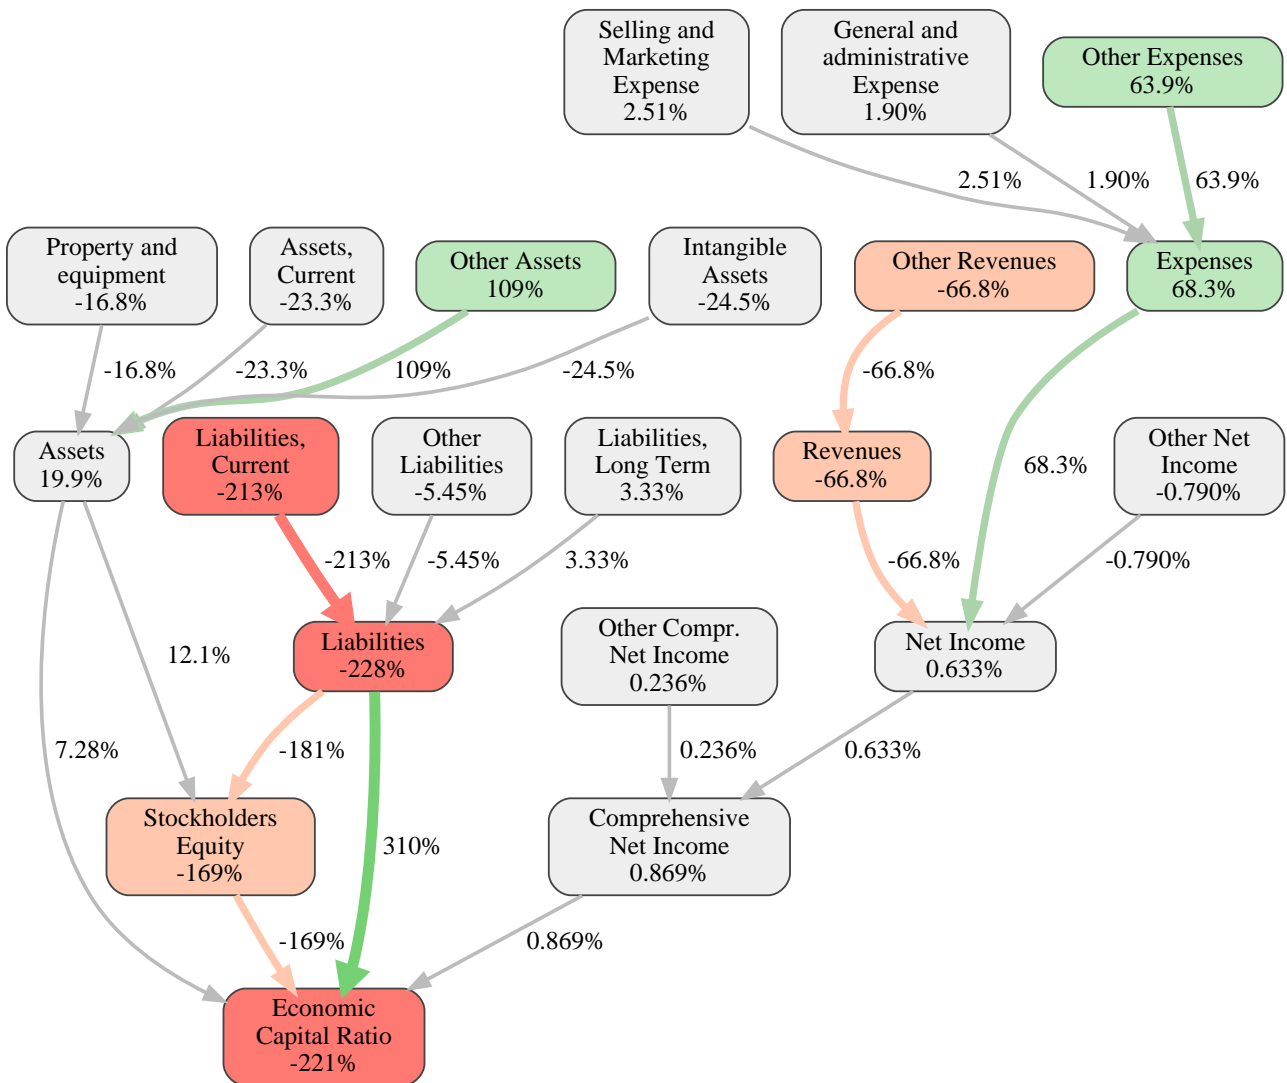 Selling and
Marketing
Expense
2.51%
General and
administrative
Expense
1.90%
Other Expenses
63.9%
2.51%
1.90%
63.9%
Property and
equipment
-16.8%
Assets,
Current
-23.3%
Other Assets
109%
Intangible
Assets
-24.5%
Other Revenues
-66.8%
Expenses
68.3%
-16.8%
-23.3%
109%
-24.5%
-66.8%
Assets
19.9%
Liabilities,
Current
-213%
Other
Liabilities
-5.45%
Liabilities,
Long Term
3.33%
Revenues
-66.8%
68.3%
Other Net
Income
-0.790%
-213%
-5.45%
3.33%
-66.8%
-0.790%
12.1%
Liabilities
-228%
Other Compr.
Net Income
0.236%
Net Income
0.633%
7.28%
-181%
0.236%
0.633%
Stockholders
Equity
-169%
310%
Comprehensive
Net Income
0.869%
-169%
0.869%
Economic
Capital Ratio
-221%